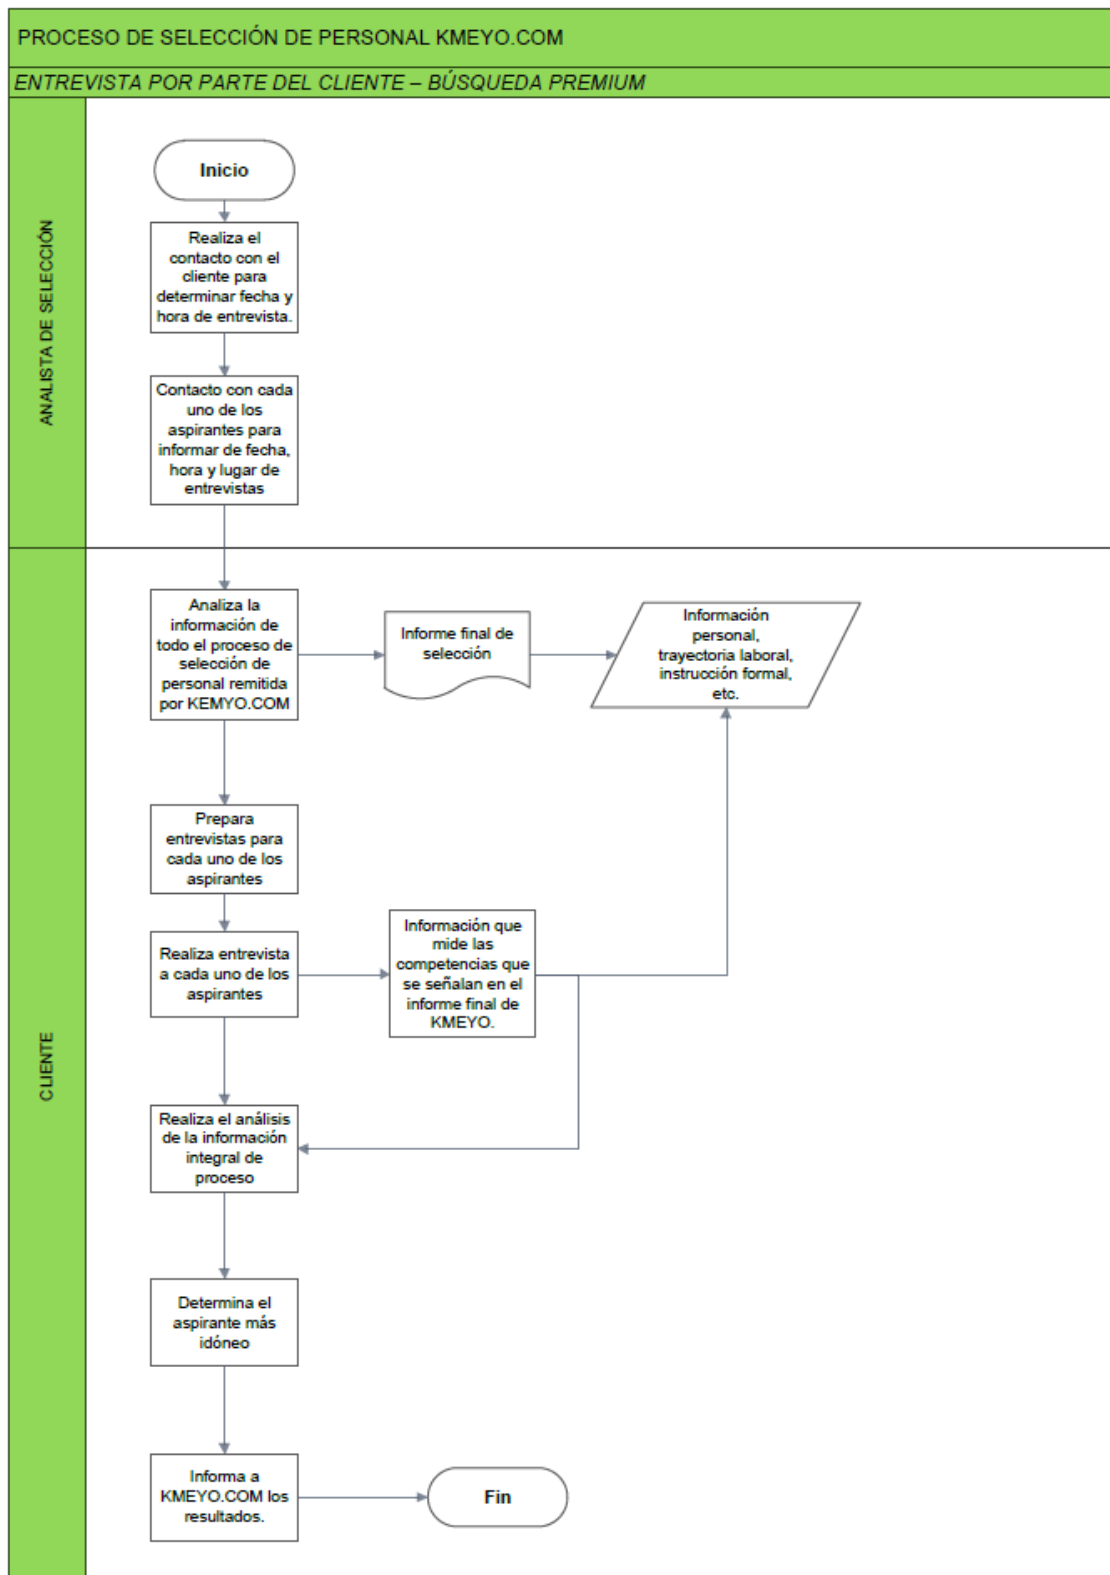 PROCESO DE SELECCIÓN DE PERSONAL KMEYO.COM
ENTREVISTA POR PARTE DEL CLIENTE – BÚSQUEDA PREMIUM
ANALISTA DE SELECCIÓN
Inicio
Realiza el
contacto con el
cliente para
determinar fecha y
hora de entrevista.
Contacto con cada
uno de los
aspirantes para
informar de fecha,
hora y lugar de
entrevistas
CLIENTE
Analiza la
información de
todo el proceso de
selección de
personal remitida
por KEMYO.COM
Informe final de
selección
Información
personal,
trayectoria laboral,
instrucción formal,
etc.
Prepara
entrevistas para
cada uno de los
aspirantes
Realiza entrevista
a cada uno de los
aspirantes
Información que
mide las
competencias que
se señalan en el
informe final de
KMEYO.
Realiza el análisis
de la información
integral de
proceso
Determina el
aspirante más
idóneo
Informa a
KMEYO.COM los
resultados.
Fin